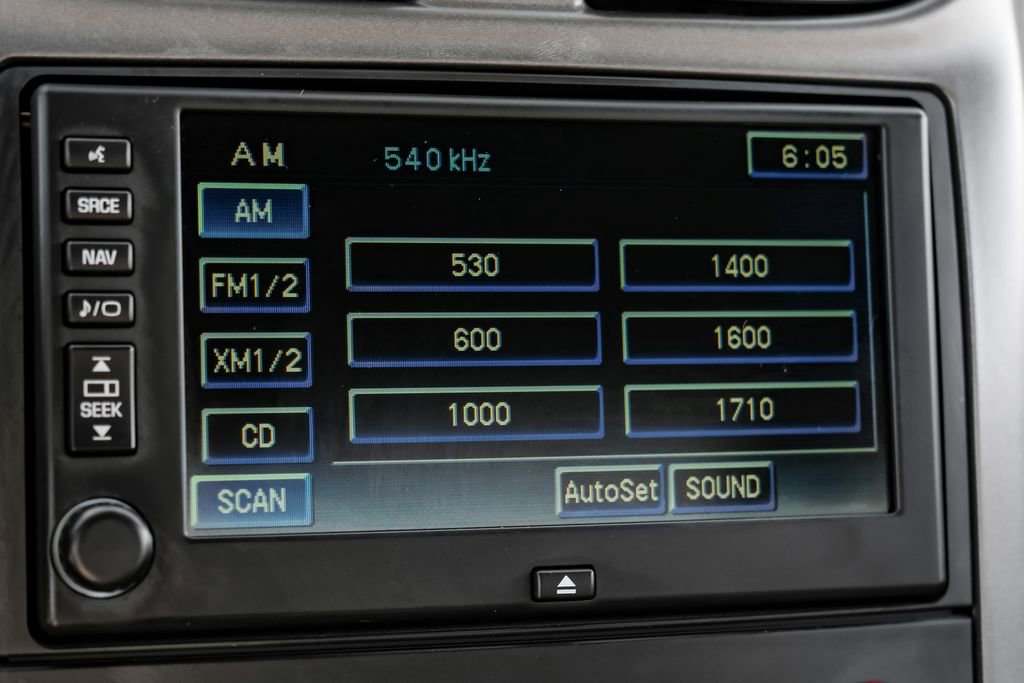 AM 540 kHz 6:05
AM
FM1/2
XM1/2
CD
SCAN
530 1400
600 1600
1000 1710
AutoSet SOUND
SRCE
NAV
SEEK